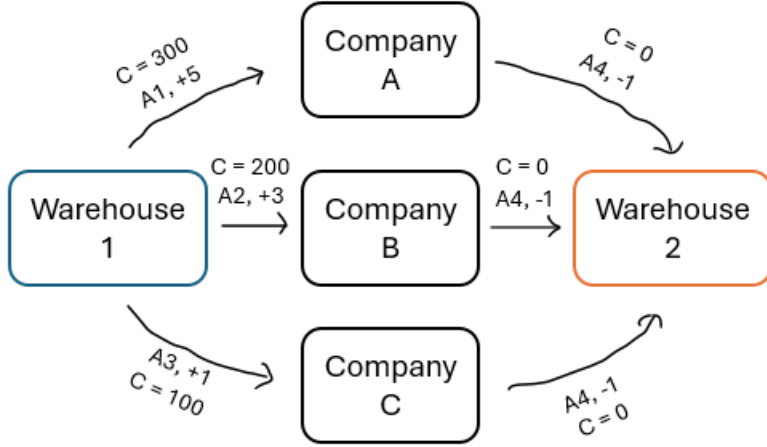 C = 300
A1, +5
Company
A
C = 0
A4, -1
Warehouse
1
C = 200
A2, +3
Company
B
C = 0
A4, -1
Warehouse
2
A3, +1
C = 100
Company
C
A4, -1
C = 0